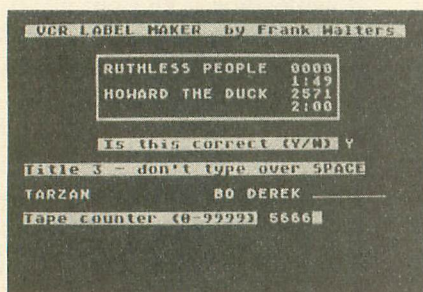 VCR LABEL MAKER by Frank Walters
RUTHLESS PEOPLE 0000
1:49
HOWARD THE DUCK 2571
2:00
Is this correct (Y/N) Y
Title 3 - don't type over SPACE
TARZAN BO DEREK
Tape counter (0-9999) 5666